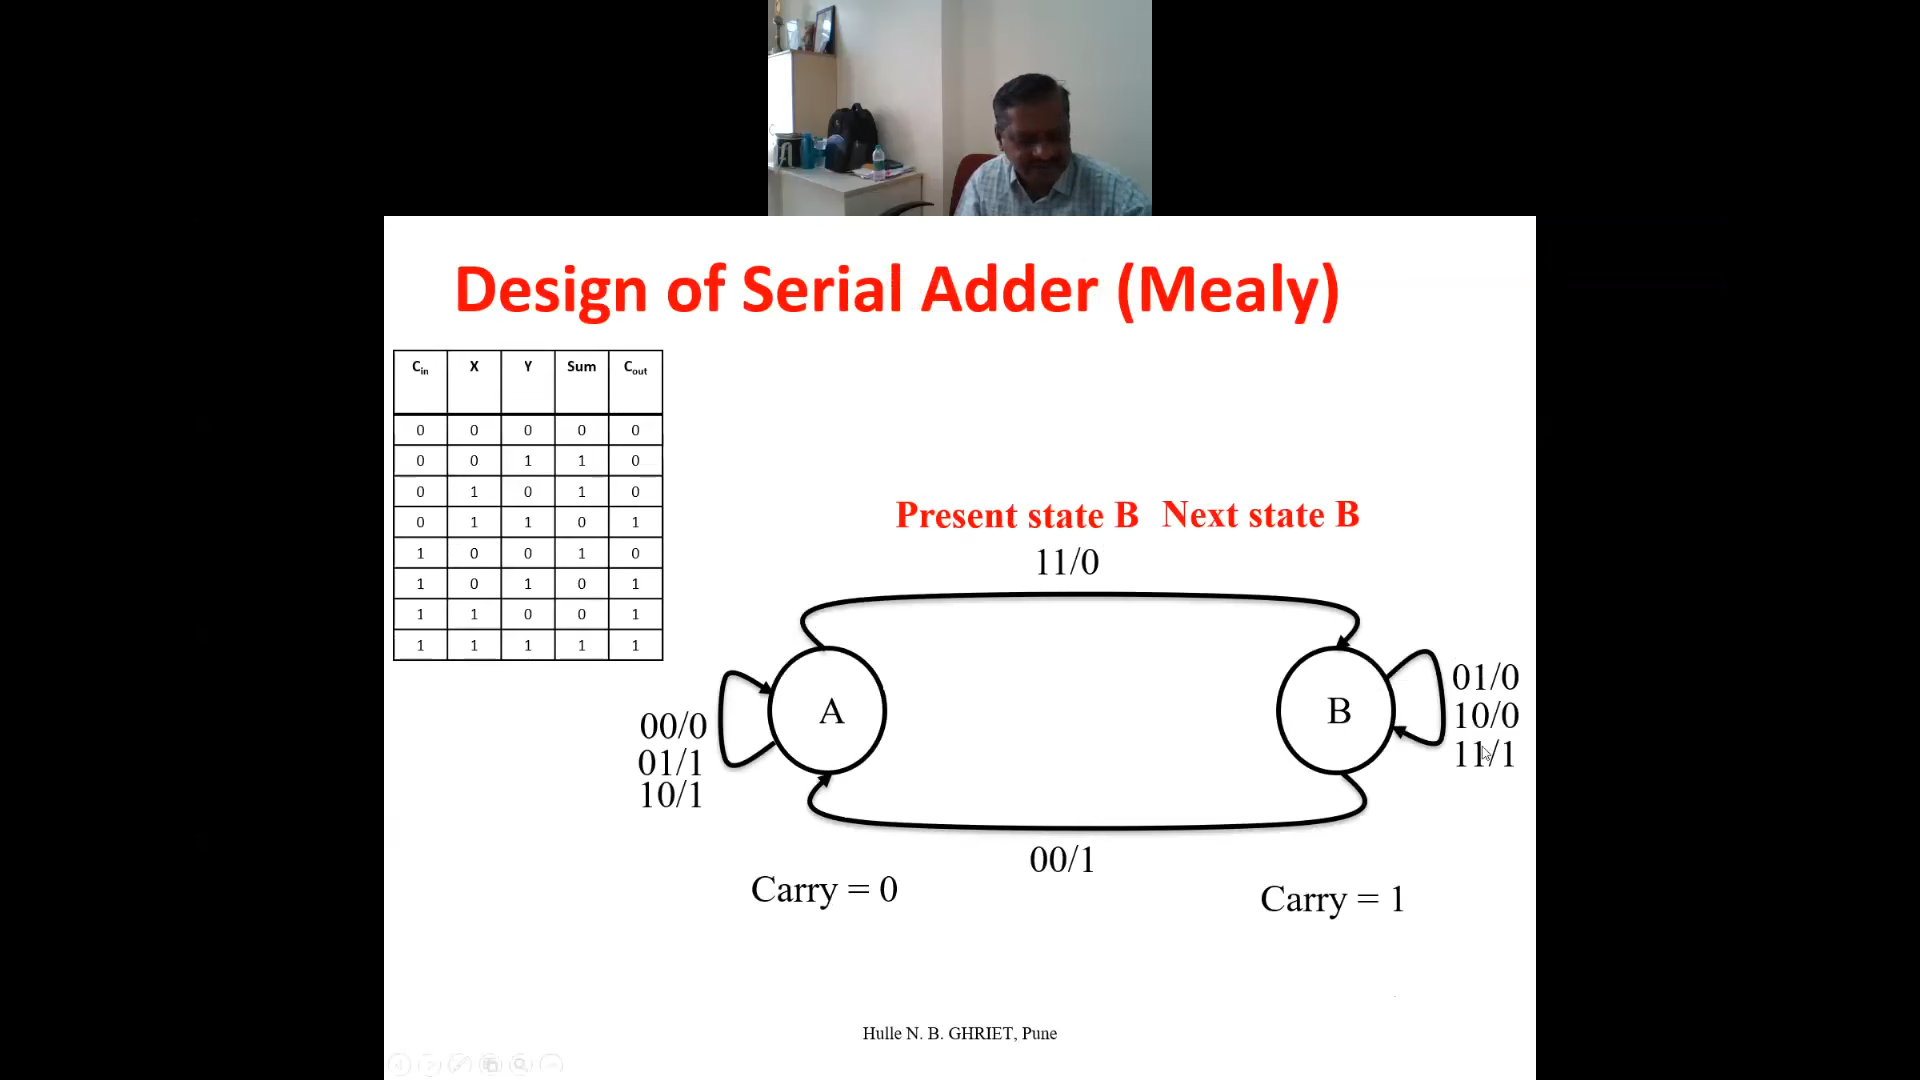 Design of Serial Adder (Mealy)
Cin X Y Sum Cout
0 0 0 0 0
0 0 1 1 0
0 1 0 1 0
0 1 1 0 1
1 0 0 1 0
1 0 1 0 1
1 1 0 0 1
1 1 1 1 1
Present state B Next state B
11/0
A
B
00/0
01/1
10/1
01/0
10/0
11/1
00/1
Carry = 0
Carry = 1
Hulle N. B. GHRIET, Pune